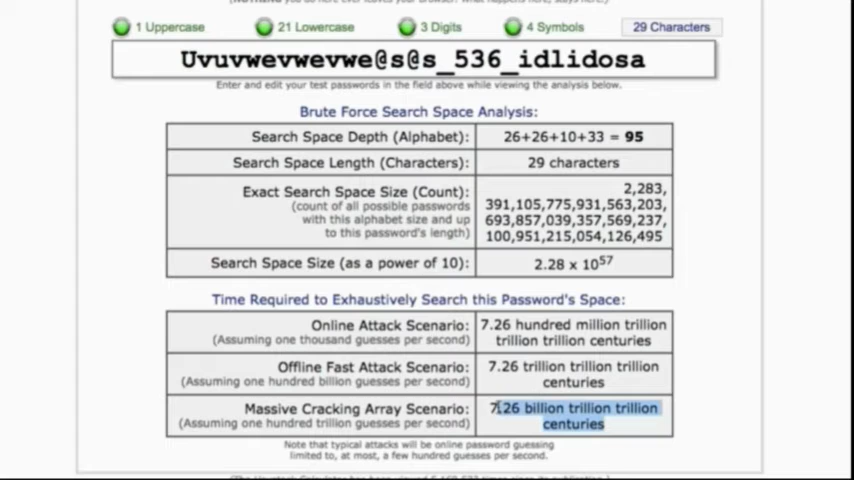 1 Uppercase 21 Lowercase 3 Digits 4 Symbols 29 Characters
Uvuvwevwevwe@s@s_536_idlidosa
Enter and edit your test passwords in the field above while viewing the analysis below.
Brute Force Search Space Analysis:
Search Space Depth (Alphabet): 26+26+10+33 = 95
Search Space Length (Characters): 29 characters
Exact Search Space Size (Count):
(count of all possible passwords
with this alphabet size and up
to this password's length)
2,283,
391,105,775,931,563,203,
693,857,039,357,569,237,
100,951,215,054,126,495
Search Space Size (as a power of 10): 2.28 x 10⁵⁷
Time Required to Exhaustively Search this Password's Space:
Online Attack Scenario:
(Assuming one thousand guesses per second)
7.26 hundred million trillion
trillion trillion centuries
Offline Fast Attack Scenario:
(Assuming one hundred billion guesses per second)
7.26 trillion trillion trillion
centuries
Massive Cracking Array Scenario:
(Assuming one hundred trillion guesses per second)
7.26 billion trillion trillion
centuries
Note that typical attacks will be online password guessing
limited to, at most, a few hundred guesses per second.